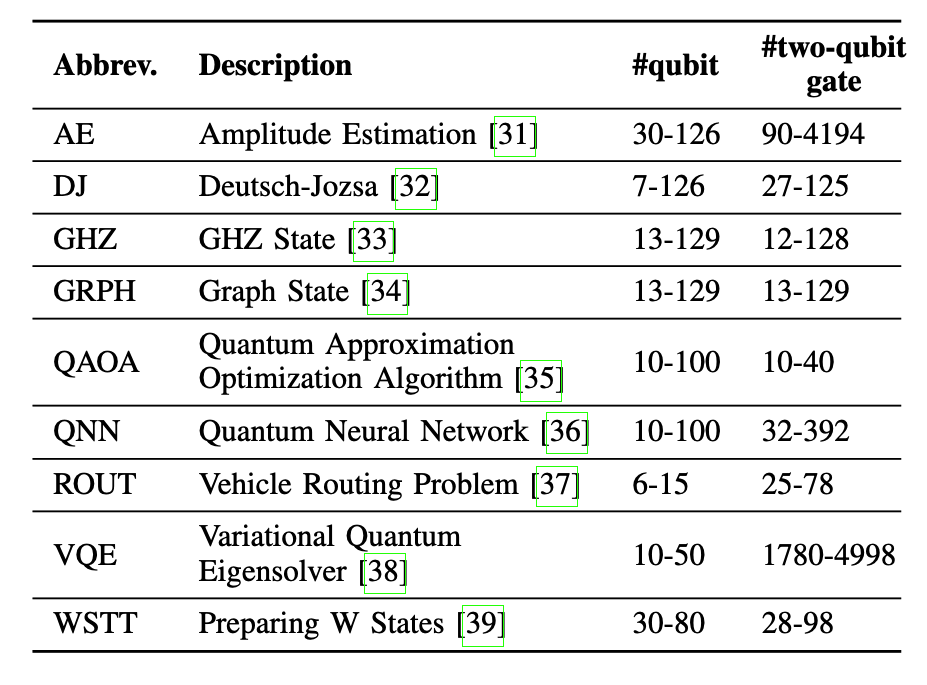 Abbrev. Description #qubit #two-qubit gate
AE Amplitude Estimation [31] 30-126 90-4194
DJ Deutsch-Jozsa [32] 7-126 27-125
GHZ GHZ State [33] 13-129 12-128
GRPH Graph State [34] 13-129 13-129
QAOA Quantum Approximation
Optimization Algorithm [35] 10-100 10-40
QNN Quantum Neural Network [36] 10-100 32-392
ROUT Vehicle Routing Problem [37] 6-15 25-78
VQE Variational Quantum
Eigensolver [38] 10-50 1780-4998
WSTT Preparing W States [39] 30-80 28-98